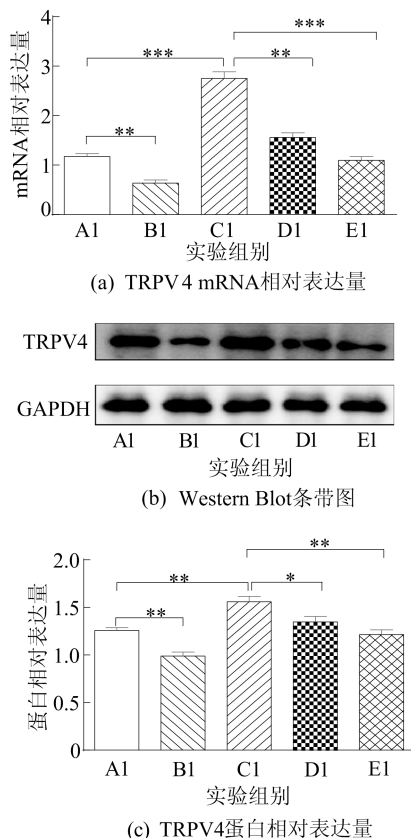 4
3
2
1
0
mRNA相对表达量
***
***
**
**
A1 B1 C1 D1 E1
实验组别
(a) TRPV 4 mRNA相对表达量
TRPV4
GAPDH
A1 B1 C1 D1 E1
实验组别
(b) Western Blot条带图
2.0
1.5
1.0
0.5
0
蛋白相对表达量
**
**
*
**
A1 B1 C1 D1 E1
实验组别
(c) TRPV4蛋白相对表达量